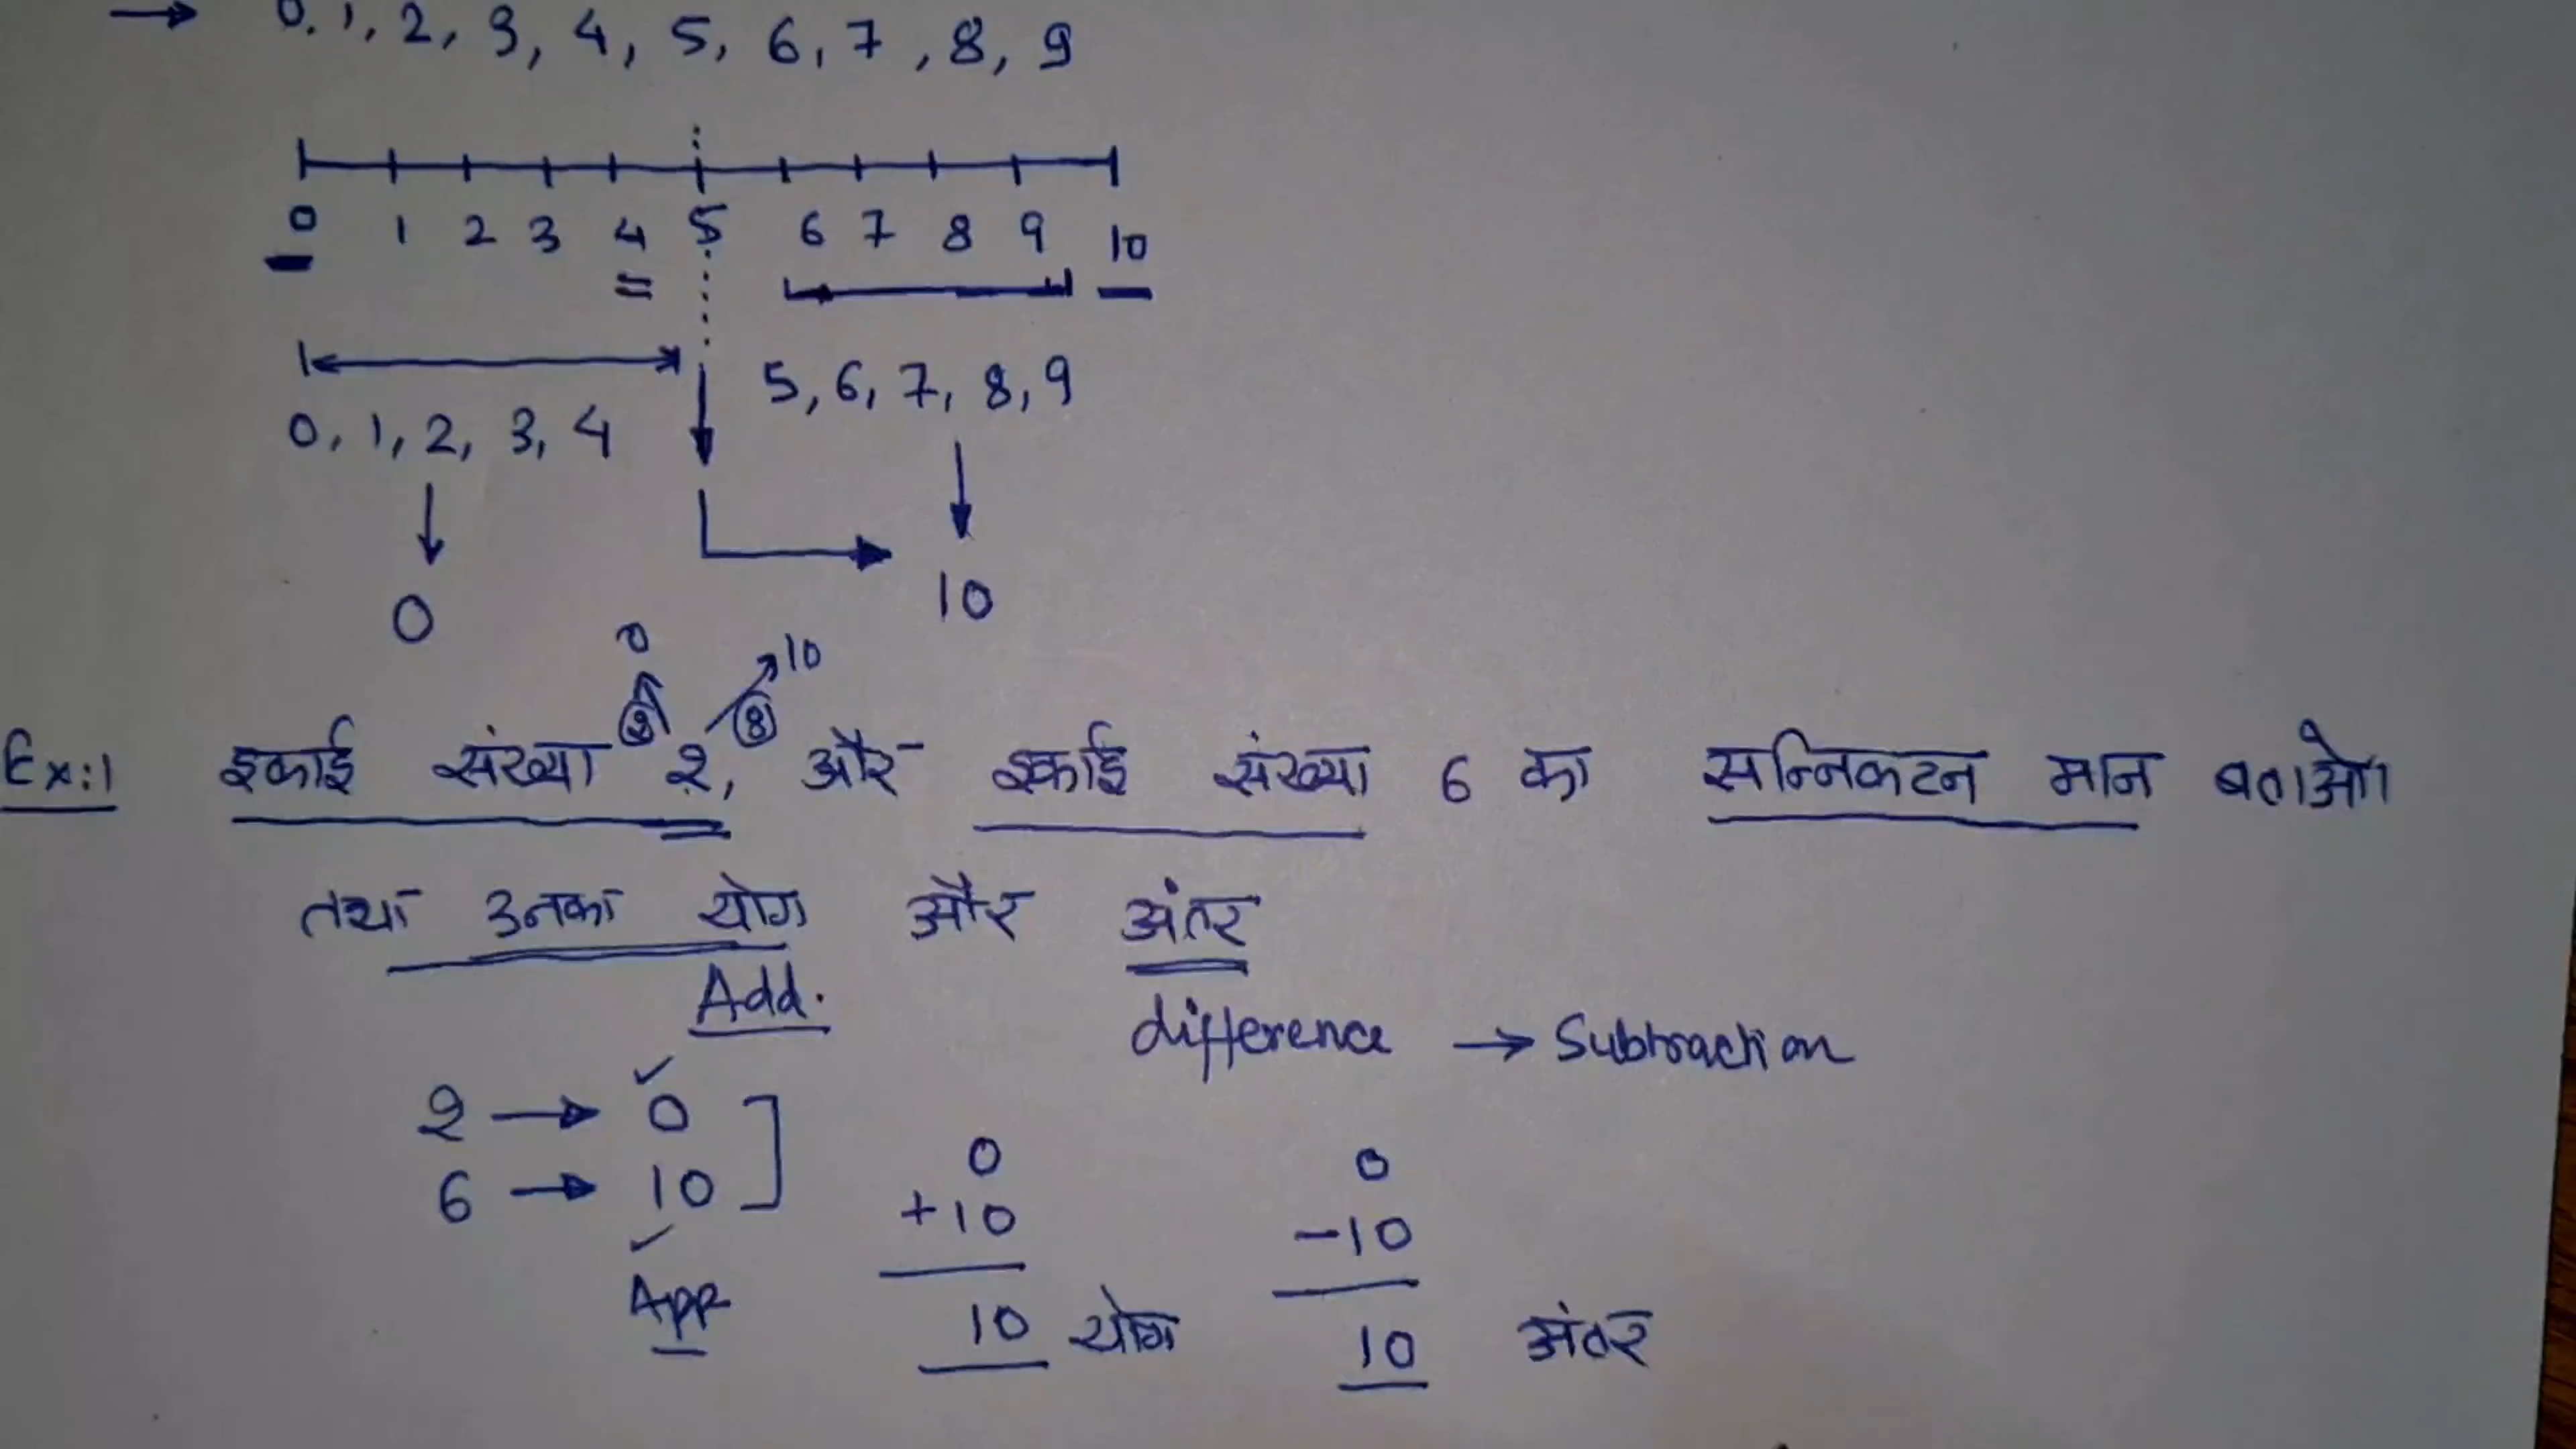 → 0, 1, 2, 3, 4, 5, 6, 7, 8, 9
0 1 2 3 4 5 6 7 8 9 10
=
5, 6, 7, 8, 9
0, 1, 2, 3, 4
10
0
0 10
8
Ex:1 इकाई संख्या 2, और इकाई संख्या 6 का सन्निकटन मान बताओ।
तथा उनका योग और अंतर
Add.
difference → Subtraction
2 → 0
6 → 10
App
0
+10
10 योग
0
-10
10 अंतर